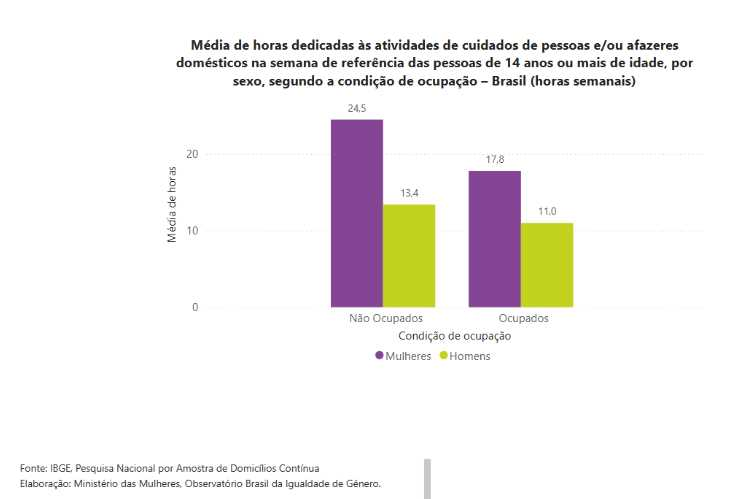 Média de horas dedicadas às atividades de cuidados de pessoas e/ou afazeres
domésticos na semana de referência das pessoas de 14 anos ou mais de idade, por
sexo, segundo a condição de ocupação – Brasil (horas semanais)
24,5
20
17,8
13,4
11,0
Média de horas
10
0
Não Ocupados Ocupados
Condição de ocupação
Mulheres Homens
Fonte: IBGE, Pesquisa Nacional por Amostra de Domicílios Contínua
Elaboração: Ministério das Mulheres, Observatório Brasil da Igualdade de Gênero.